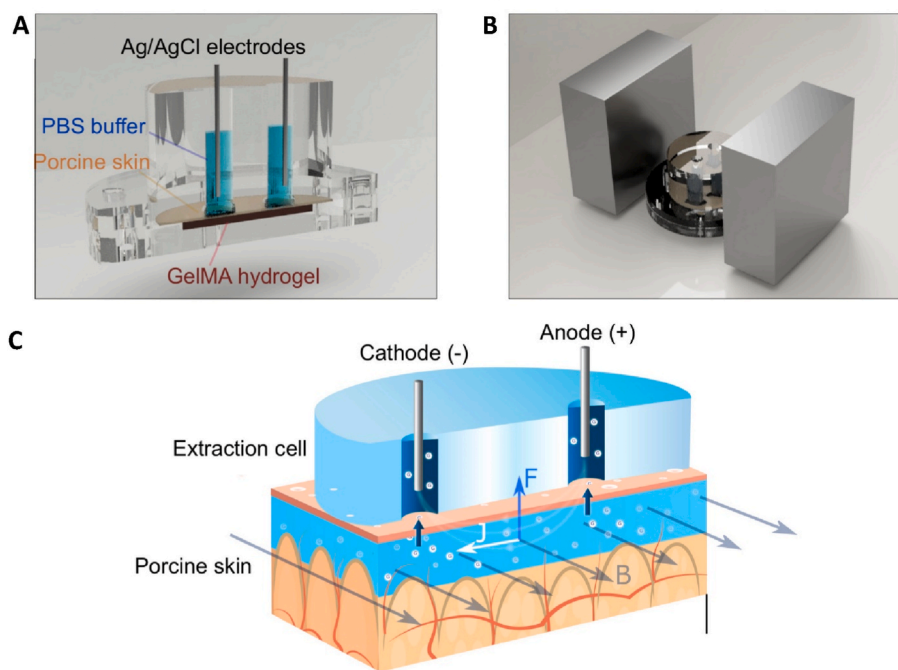 A
Ag/AgCl electrodes
PBS buffer
Porcine skin
GelMA hydrogel
B
C
Cathode (-)
Anode (+)
Extraction cell
F
J
G
B
Porcine skin